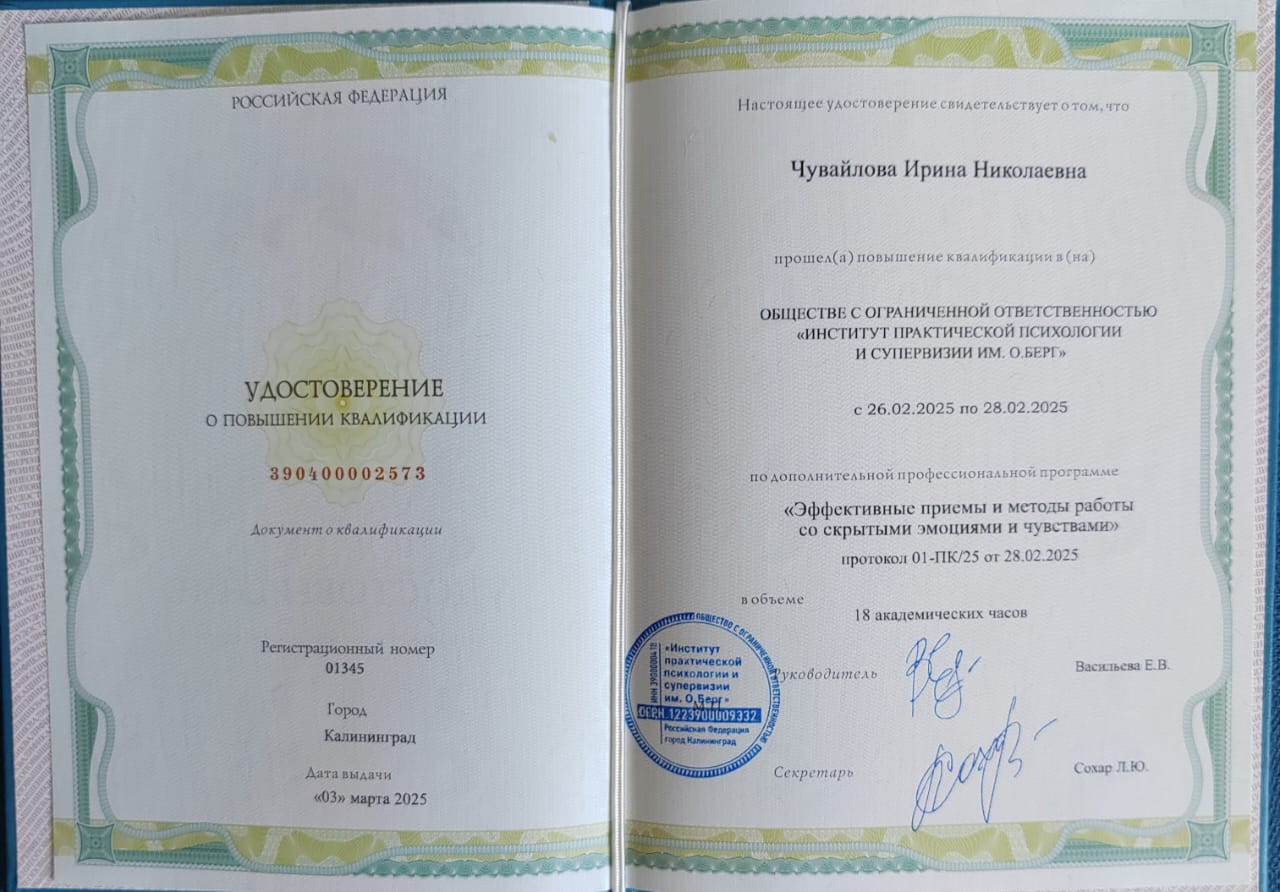 РОССИЙСКАЯ ФЕДЕРАЦИЯ
УДОСТОВЕРЕНИЕ
О ПОВЫШЕНИИ КВАЛИФИКАЦИИ
390400002573
Документ о квалификации
Регистрационный номер
01345
Город
Калининград
Дата выдачи
«03» марта 2025
Настоящее удостоверение свидетельствует о том, что
Чувайлова Ирина Николаевна
прошел(а) повышение квалификации в (на)
ОБЩЕСТВЕ С ОГРАНИЧЕННОЙ ОТВЕТСТВЕННОСТЬЮ
«ИНСТИТУТ ПРАКТИЧЕСКОЙ ПСИХОЛОГИИ
И СУПЕРВИЗИИ ИМ. О.БЕРГ»
с 26.02.2025 по 28.02.2025
по дополнительной профессиональной программе
«Эффективные приемы и методы работы
со скрытыми эмоциями и чувствами»
протокол 01-ПК/25 от 28.02.2025
в объеме
18 академических часов
Руководитель
Васильева Е.В.
М.П.
Секретарь
Сохар Л.Ю.
ОБЩЕСТВО С ОГРАНИЧЕННОЙ ОТВЕТСТВЕННОСТЬЮ
«Институт
практической
психологии и
супервизии
им. О.Берг»
ОГРН 1223900009332
Российская Федерация
город Калининград